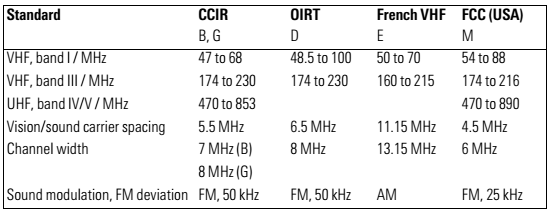 Standard CCIR OIRT French VHF FCC (USA)
B, G D E M
VHF, band I / MHz 47 to 68 48.5 to 100 50 to 70 54 to 88
VHF, band III / MHz 174 to 230 174 to 230 160 to 215 174 to 216
UHF, band IV/V / MHz 470 to 853 470 to 890
Vision/sound carrier spacing 5.5 MHz 6.5 MHz 11.15 MHz 4.5 MHz
Channel width 7 MHz (B) 8 MHz 13.15 MHz 6 MHz
8 MHz (G)
Sound modulation, FM deviation FM, 50 kHz FM, 50 kHz AM FM, 25 kHz